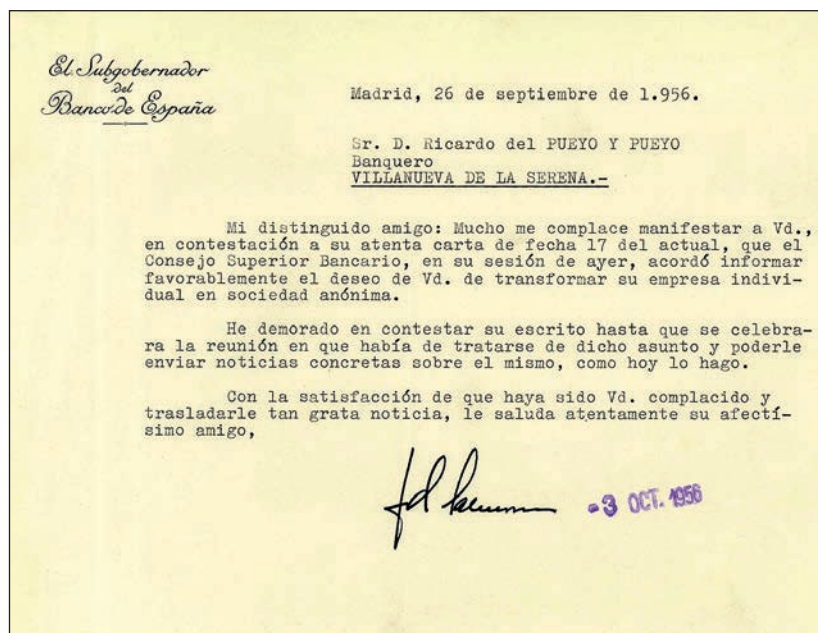 El Subgobernador
del
Banco de España
Madrid, 26 de septiembre de 1.956.
Sr. D. Ricardo del PUEYO Y PUEYO
Banquero
VILLANUEVA DE LA SERENA.-
Mi distinguido amigo: Mucho me complace manifestar a Vd.,
en contestación a su atenta carta de fecha 17 del actual, que el
Consejo Superior Bancario, en su sesión de ayer, acordó informar
favorablemente el deseo de Vd. de transformar su empresa indivi-
dual en sociedad anónima.
He demorado en contestar su escrito hasta que se celebra-
ra la reunión en que había de tratarse de dicho asunto y poderle
enviar noticias concretas sobre el mismo, como hoy lo hago.
Con la satisfacción de que haya sido Vd. complacido y
trasladarle tan grata noticia, le saluda atentamente su afectí-
simo amigo,
-3 OCT. 1956